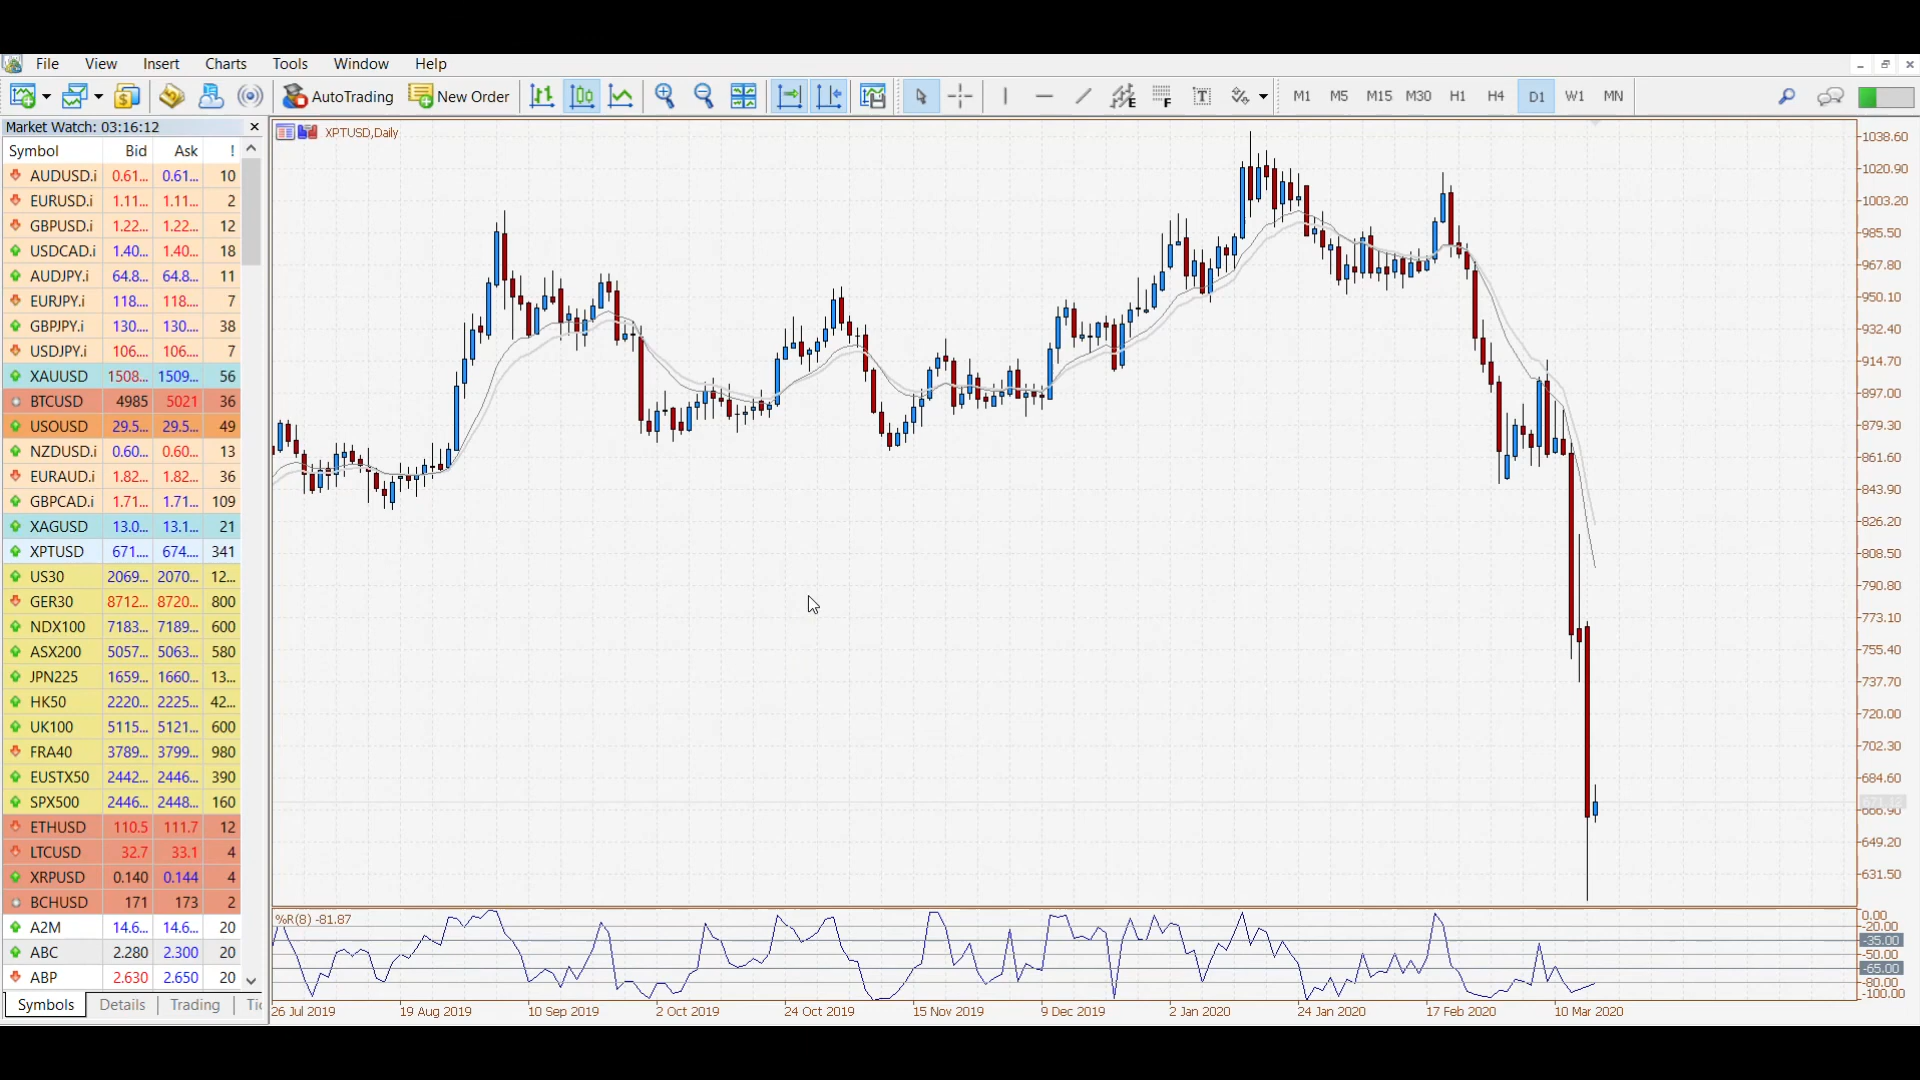 File View Insert Charts Tools Window Help
AutoTrading New Order E F T M1 M5 M15 M30 H1 H4 D1 W1 MN
Market Watch: 03:16:12
XPTUSD,Daily
Symbol Bid Ask !
AUDUSD.i 0.61... 0.61... 10
EURUSD.i 1.11... 1.11... 2
GBPUSD.i 1.22... 1.22... 12
USDCAD.i 1.40... 1.40... 18
AUDJPY.i 64.8... 64.8... 11
EURJPY.i 118.... 118.... 7
GBPJPY.i 130.... 130.... 38
USDJPY.i 106.... 106.... 7
XAUUSD 1508... 1509... 56
BTCUSD 4985 5021 36
USOUSD 29.5... 29.5... 49
NZDUSD.i 0.60... 0.60... 13
EURAUD.i 1.82... 1.82... 36
GBPCAD.i 1.71... 1.71... 109
XAGUSD 13.0... 13.1... 21
XPTUSD 671.... 674.... 341
US30 2069... 2070... 12...
GER30 8712... 8720... 800
NDX100 7183... 7189... 600
ASX200 5057... 5063... 580
JPN225 1659... 1660... 13...
HK50 2220... 2225... 42...
UK100 5115... 5121... 600
FRA40 3789... 3799... 980
EUSTX50 2442... 2446... 390
SPX500 2446... 2448... 160
ETHUSD 110.5 111.7 12
LTCUSD 32.7 33.1 4
XRPUSD 0.140 0.144 4
BCHUSD 171 173 2
A2M 14.6... 14.6... 20
ABC 2.280 2.300 20
ABP 2.630 2.650 20
Symbols Details Trading Tic
1038.60
1020.90
1003.20
985.50
967.80
950.10
932.40
914.70
897.00
879.30
861.60
843.90
826.20
808.50
790.80
773.10
755.40
737.70
720.00
702.30
684.60
666.90
649.20
631.50
%R(8) -81.87
0.00
-20.00
-35.00
-50.00
-65.00
-80.00
-100.00
26 Jul 2019 19 Aug 2019 10 Sep 2019 2 Oct 2019 24 Oct 2019 15 Nov 2019 9 Dec 2019 2 Jan 2020 24 Jan 2020 17 Feb 2020 10 Mar 2020